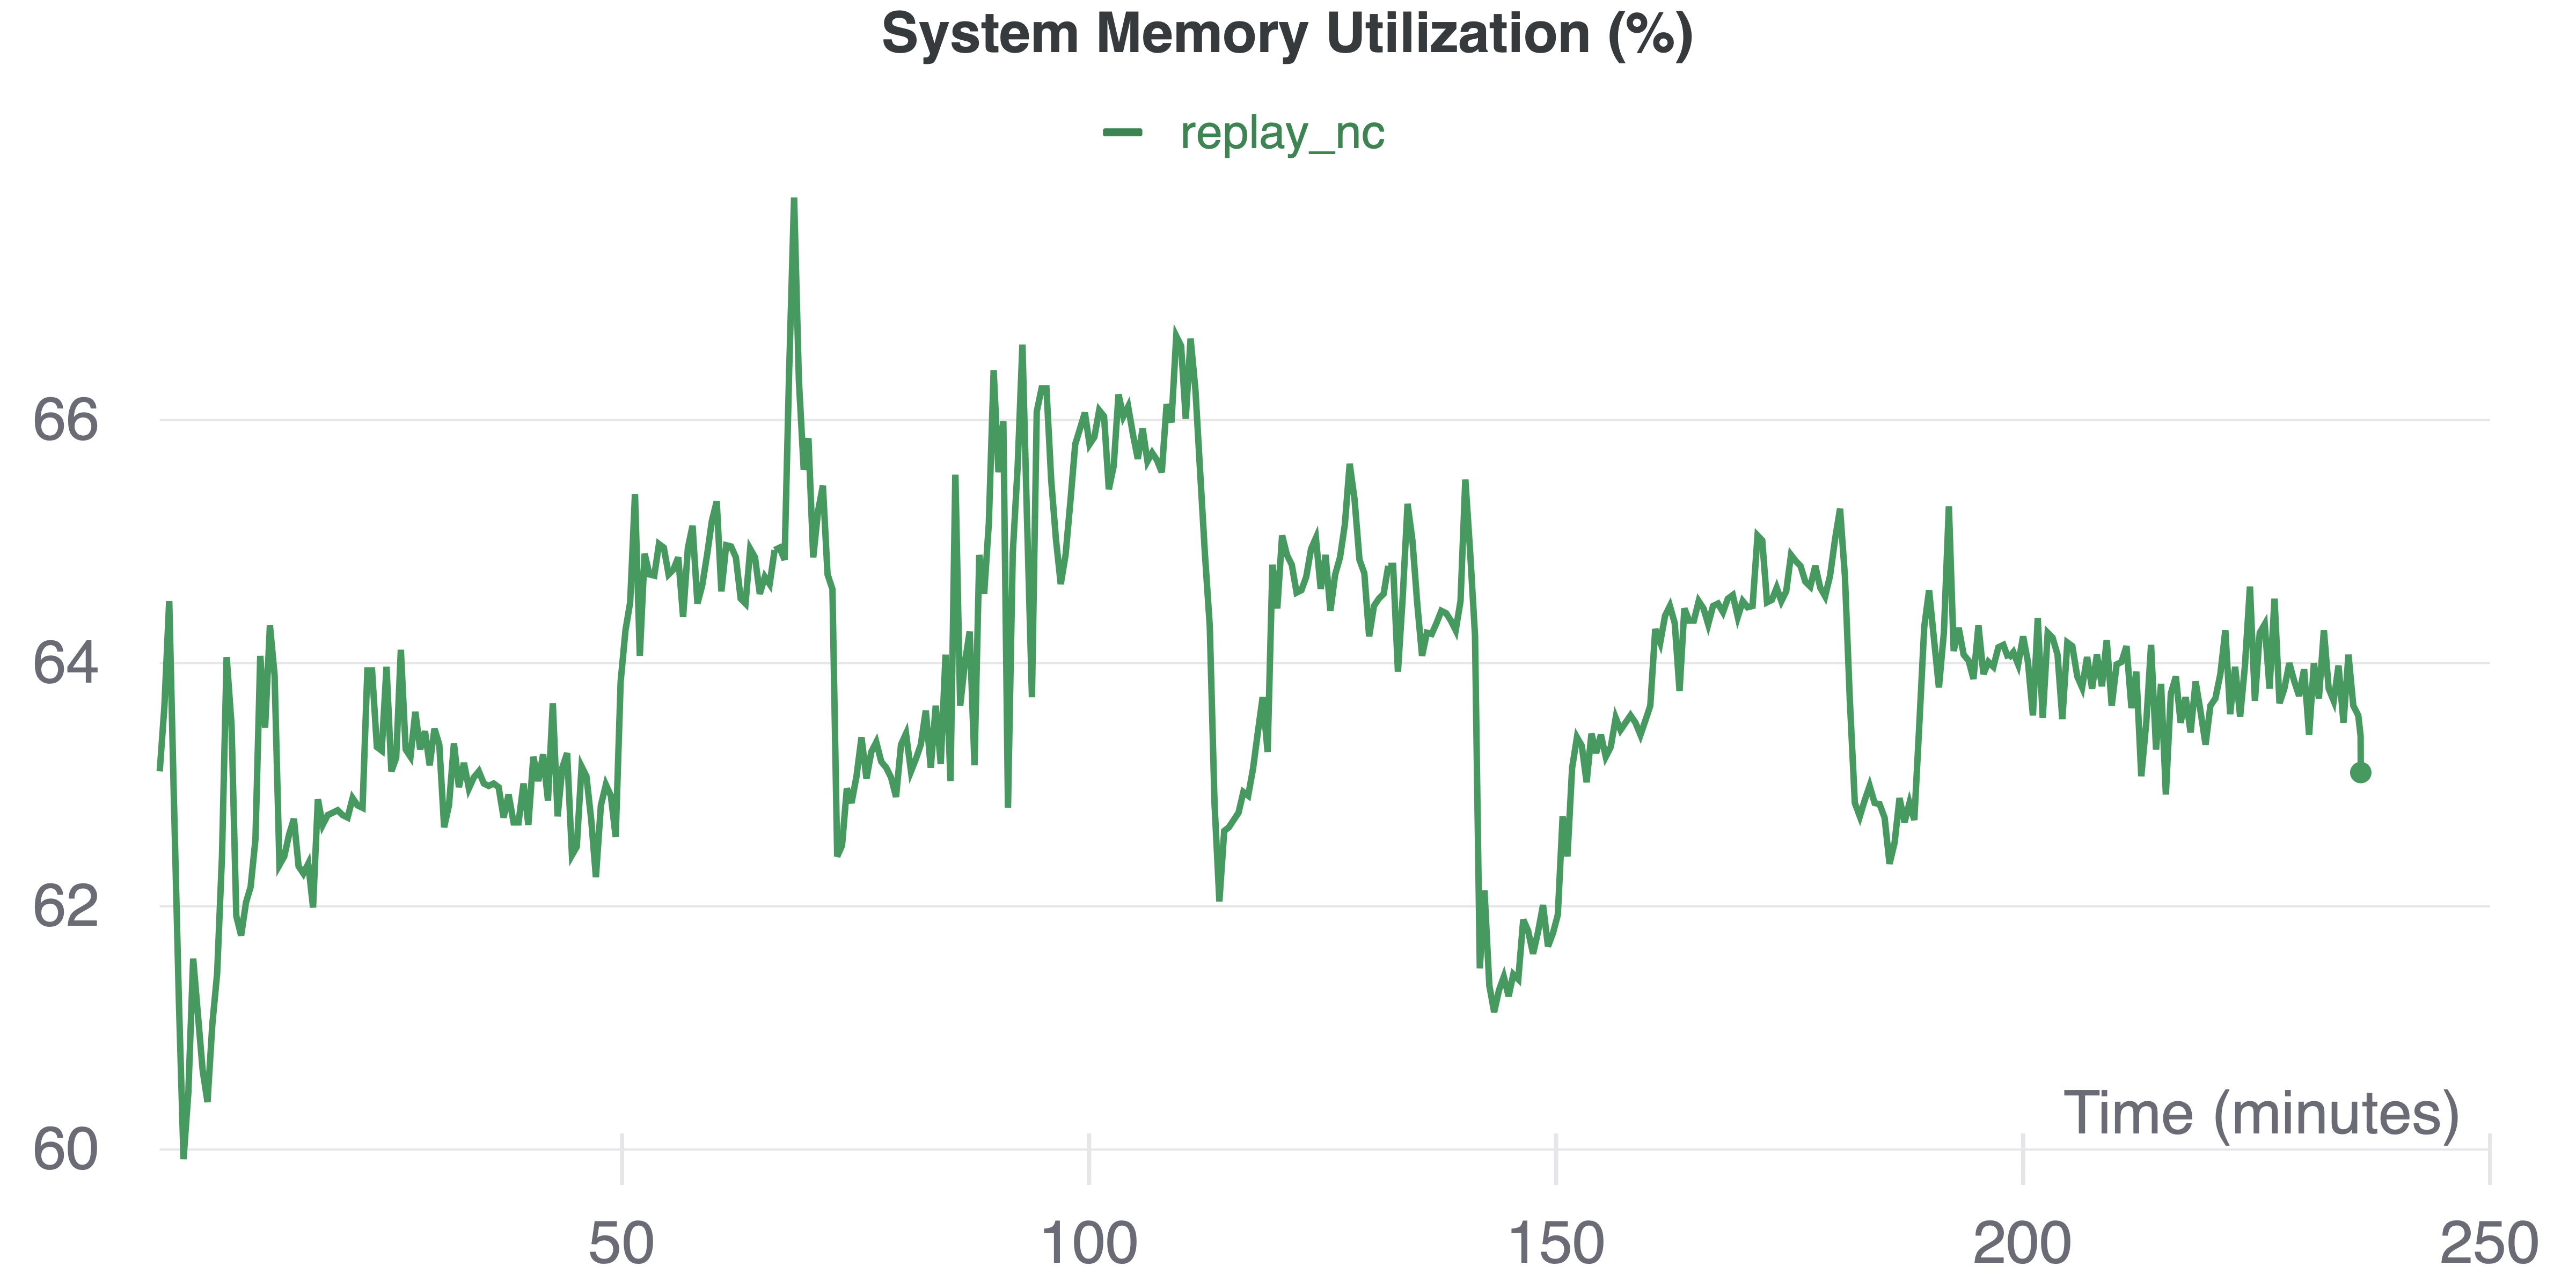 System Memory Utilization (%)
replay_nc
66
64
62
60
Time (minutes)
50 100 150 200 250